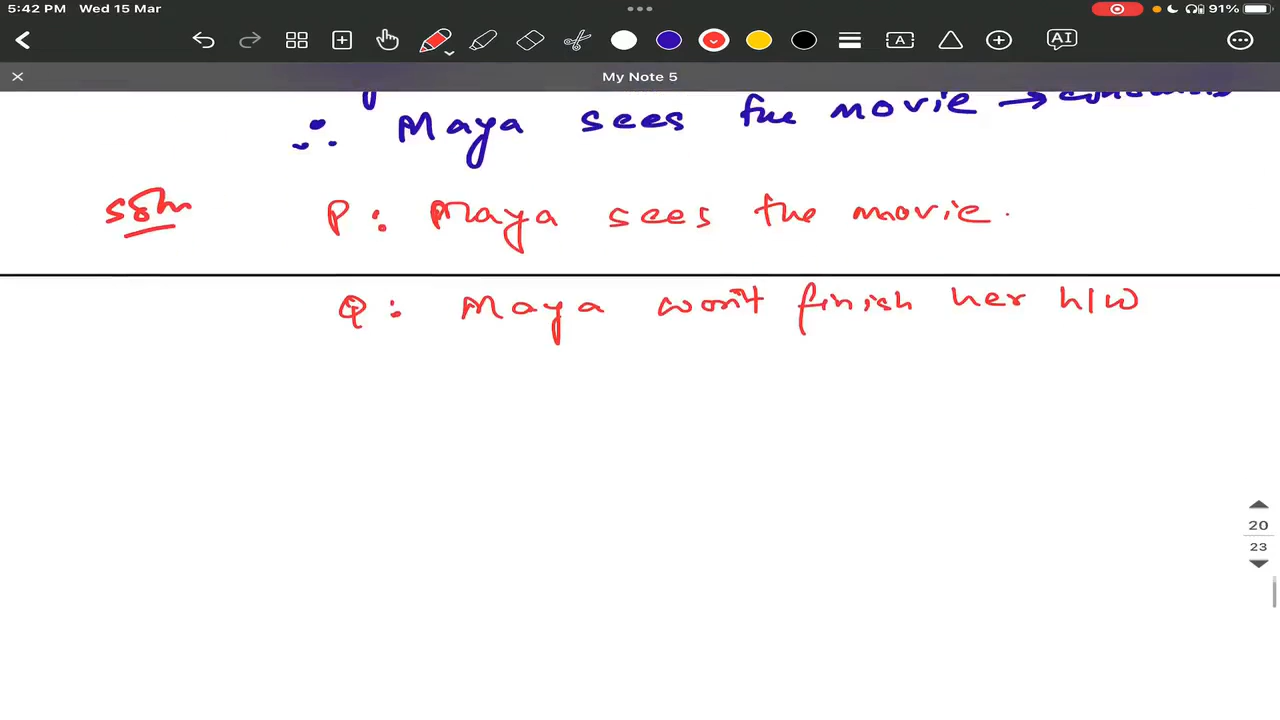 5:42 PM Wed 15 Mar
91%
A
AI
My Note 5
∴ Maya sees the movie →
Soln P: Maya sees the movie.
Q: Maya won't finish her h/w
20
23